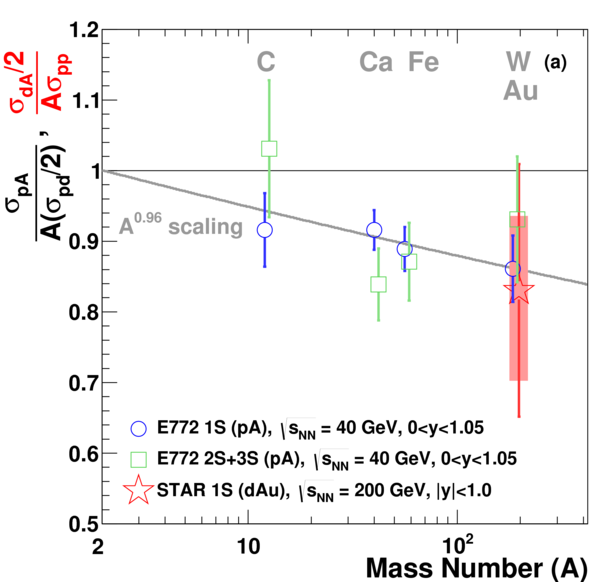 σdA/2
Aσpp
,
σpA
A(σpd/2)
1.2
1.1
1
0.9
0.8
0.7
0.6
0.5
C Ca Fe W (a)
Au
A^0.96 scaling
E772 1S (pA), √sNN = 40 GeV, 0<y<1.05
E772 2S+3S (pA), √sNN = 40 GeV, 0<y<1.05
STAR 1S (dAu), √sNN = 200 GeV, |y|<1.0
2 10 10²
Mass Number (A)